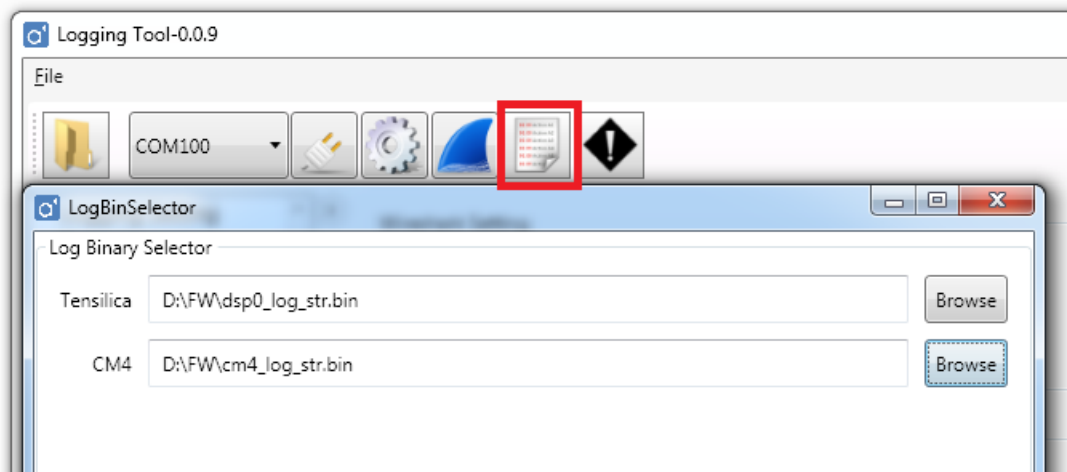 Logging Tool-0.0.9
File
COM100
LogBinSelector
Log Binary Selector
Tensilica D:\FW\dsp0_log_str.bin Browse
CM4 D:\FW\cm4_log_str.bin Browse